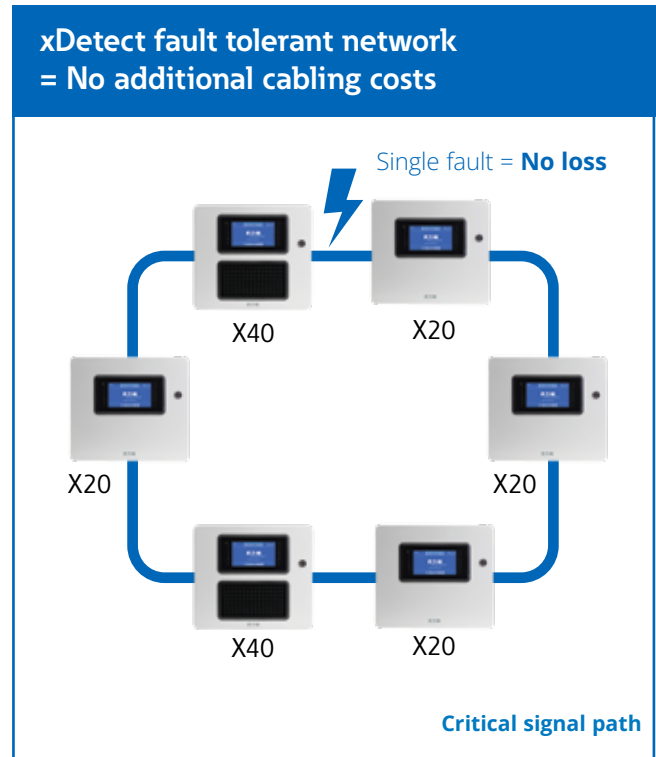 xDetect fault tolerant network
= No additional cabling costs
Single fault = No loss
X40
X20
X20
X20
X40
X20
Critical signal path